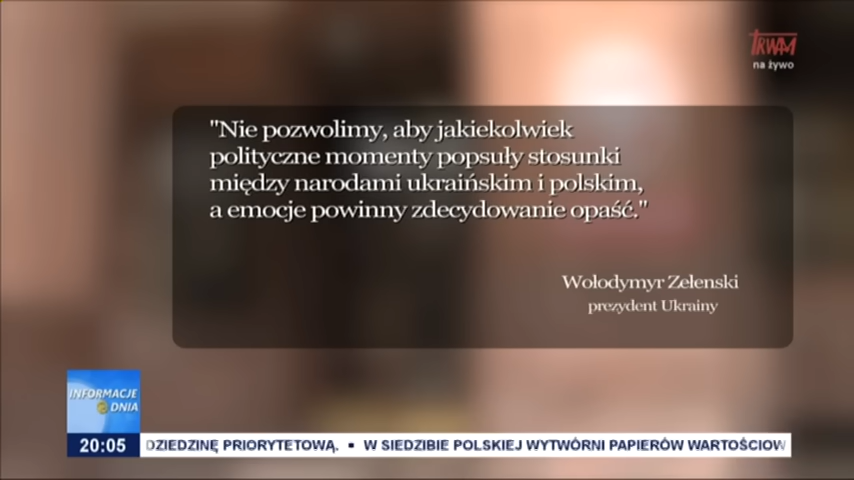 TRWAM
na żywo
"Nie pozwolimy, aby jakiekolwiek
polityczne momenty popsuły stosunki
między narodami ukraińskim i polskim,
a emocje powinny zdecydowanie opaść."
Wołodymyr Zełenski
prezydent Ukrainy
INFORMACJE
DNIA
20:05
DZIEDZINĘ PRIORYTETOWĄ. ▪ W SIEDZIBIE POLSKIEJ WYTWÓRNI PAPIERÓW WARTOŚCIOW